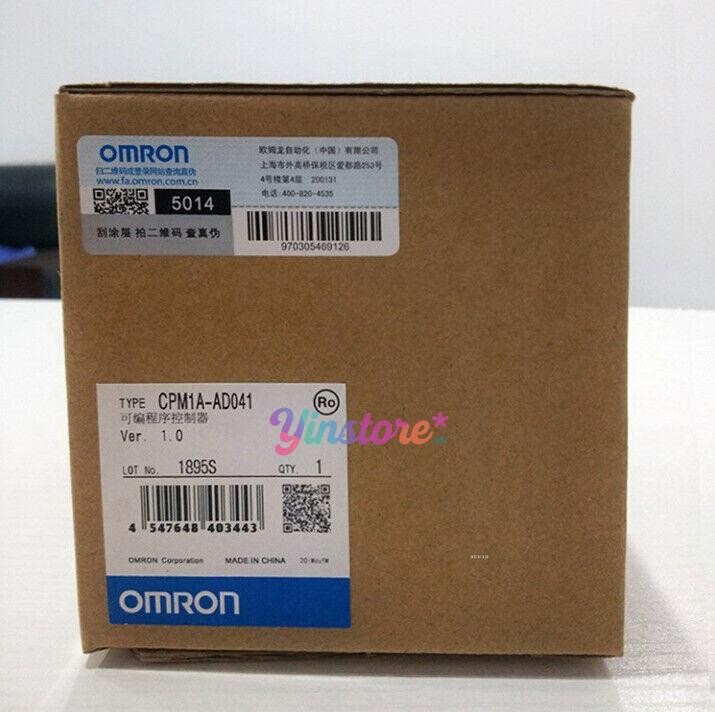 OMRON
扫二维码或登录网站查询真伪
www.fa.omron.com.cn
5014
刮涂层 拍二维码 查真伪
欧姆龙自动化（中国）有限公司
上海市外高桥保税区爱都路253号
4号楼第4层 200131
电话:400-820-4535
970305469126
TYPE CPM1A-AD041
Ro
可编程序控制器
Ver. 1.0
Yinstore*
LOT No. 1895S QTY. 1
4 547648 403443
OMRON Corporation MADE IN CHINA
OMRON